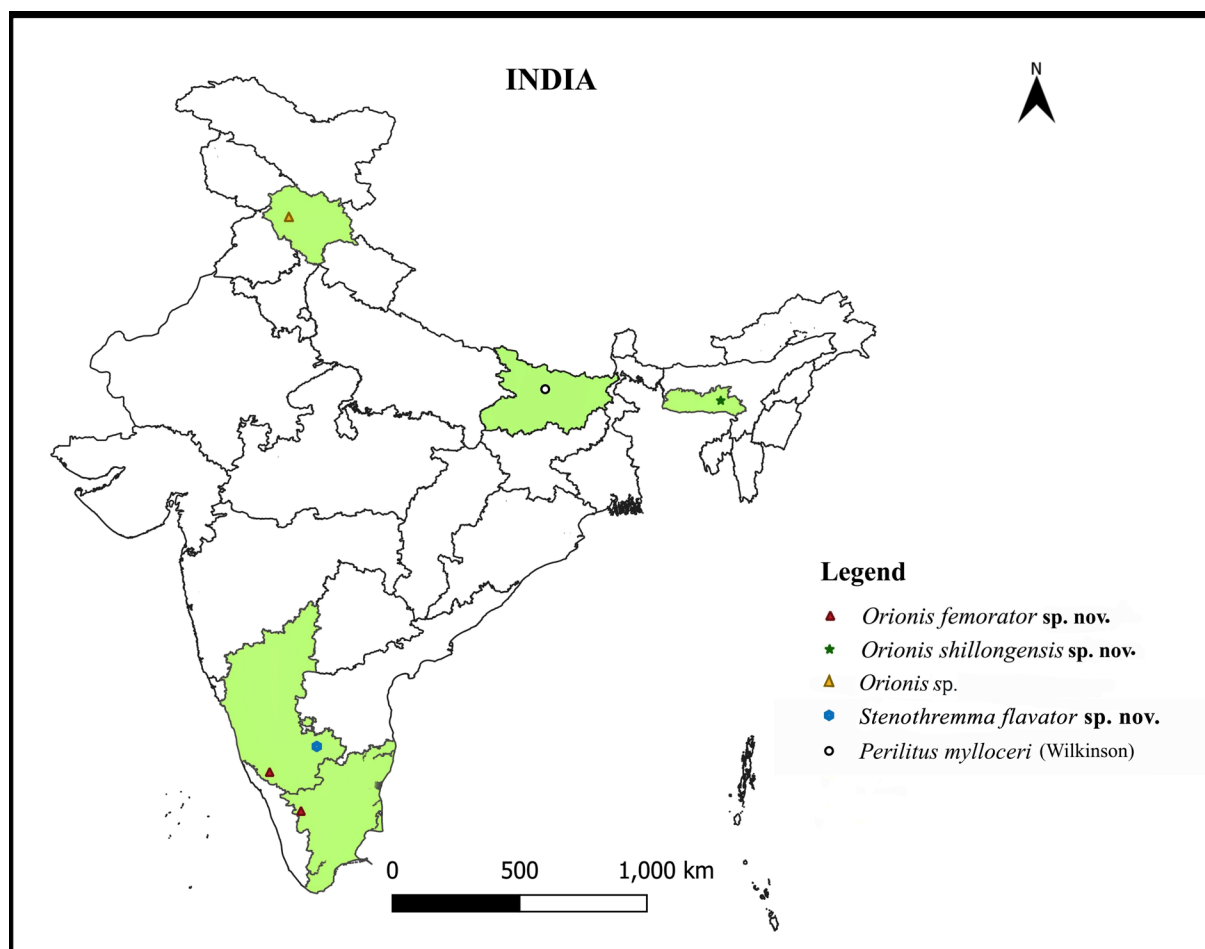 INDIA
N
Legend
Orionis femorator sp. nov.
Orionis shillongensis sp. nov.
Orionis sp.
Stenothremma flavator sp. nov.
Perilitus mylloceri (Wilkinson)
0 500 1,000 km